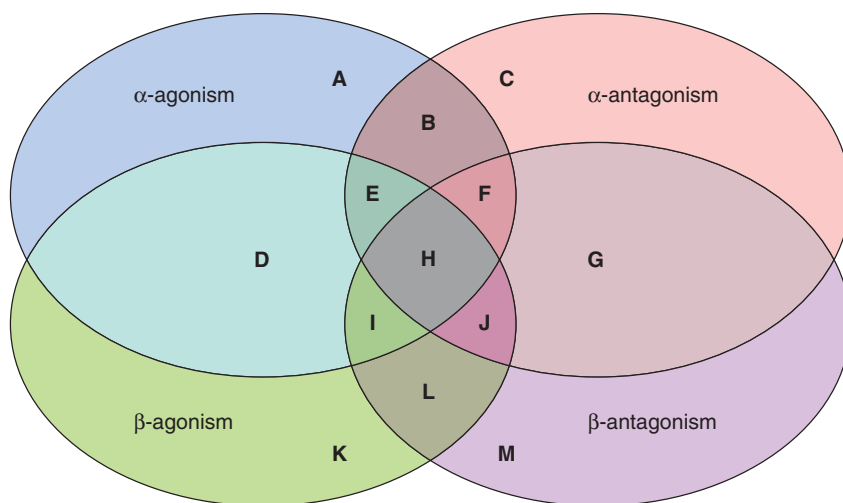 A
C
α-agonism
α-antagonism
B
E
F
D
H
G
I
J
L
β-agonism
β-antagonism
K
M